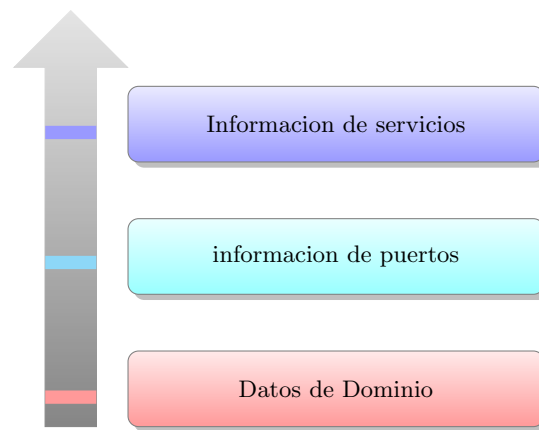 Informacion de servicios
informacion de puertos
Datos de Dominio